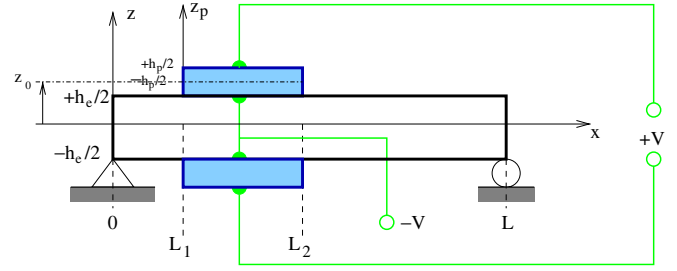 z
z_p
+h_p/2
−h_p/2
z_0
+h_e/2
x
+V
−h_e/2
−V
0
L
L_1
L_2